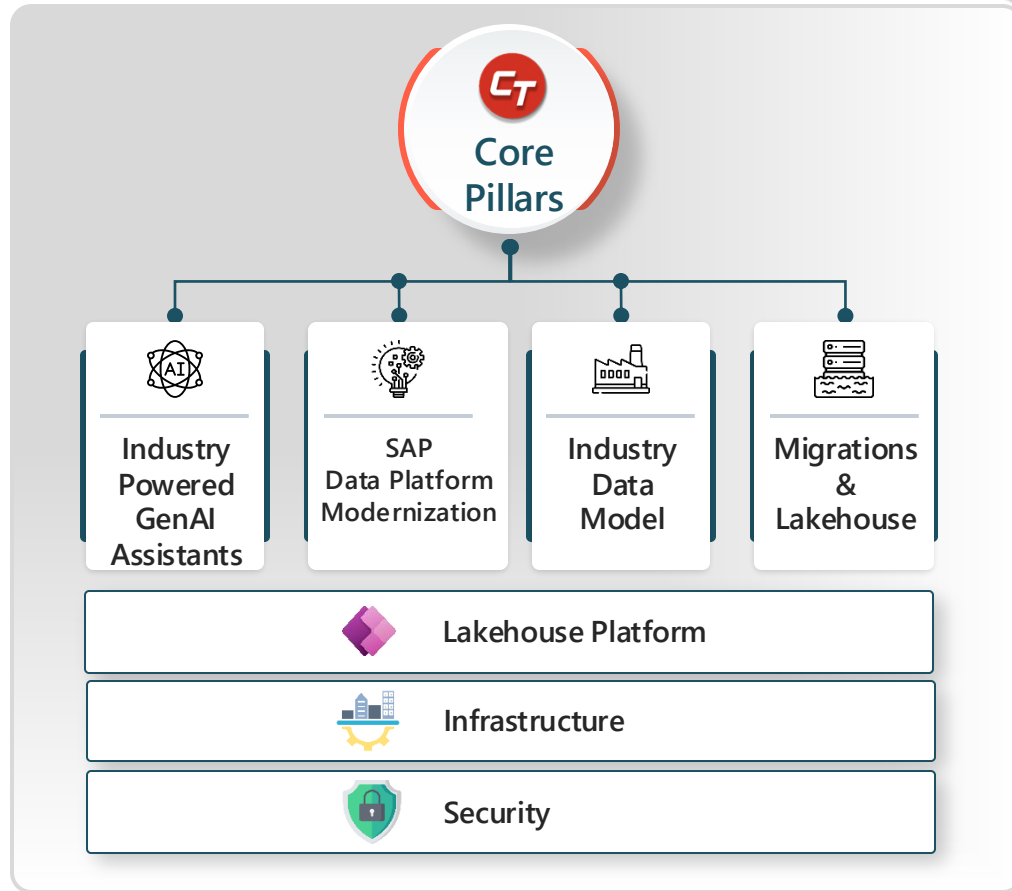 CT
Core
Pillars
AI
Industry
Powered
GenAI
Assistants
SAP
Data Platform
Modernization
Industry
Data
Model
Migrations
&
Lakehouse
Lakehouse Platform
Infrastructure
Security